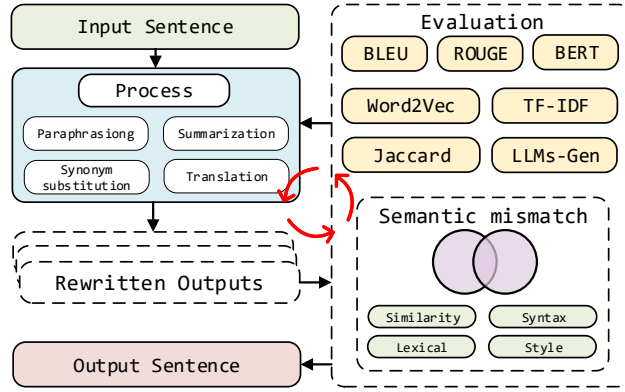 Input Sentence
Process
Paraphrasiong
Summarization
Synonym
substitution
Translation
Rewritten Outputs
Output Sentence
Evaluation
BLEU
ROUGE
BERT
Word2Vec
TF-IDF
Jaccard
LLMs-Gen
Semantic mismatch
Similarity
Syntax
Lexical
Style